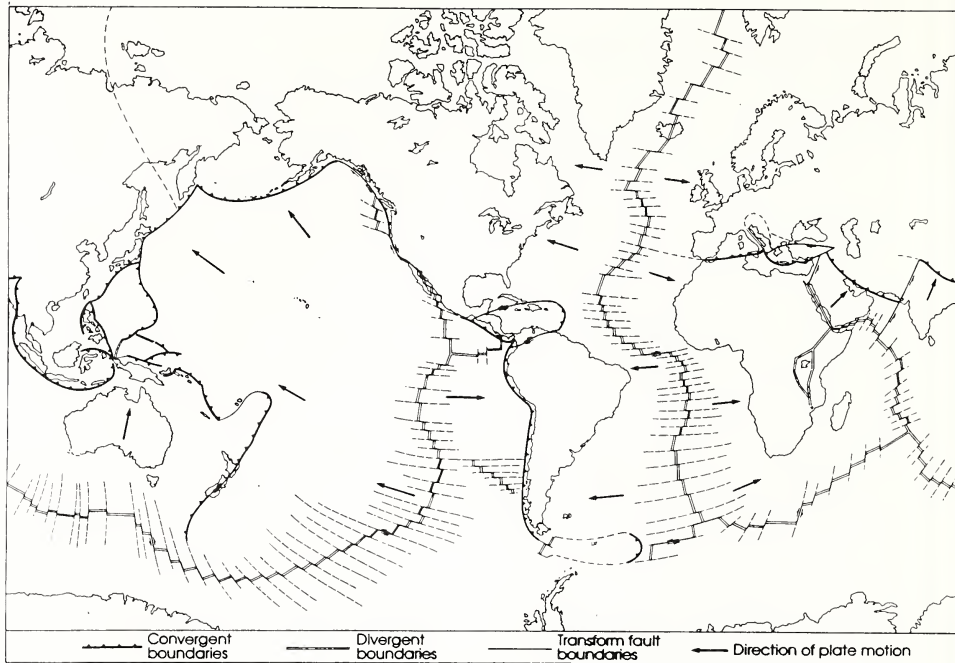 Convergent
boundaries
Divergent
boundaries
Transform fault
boundaries
Direction of plate motion